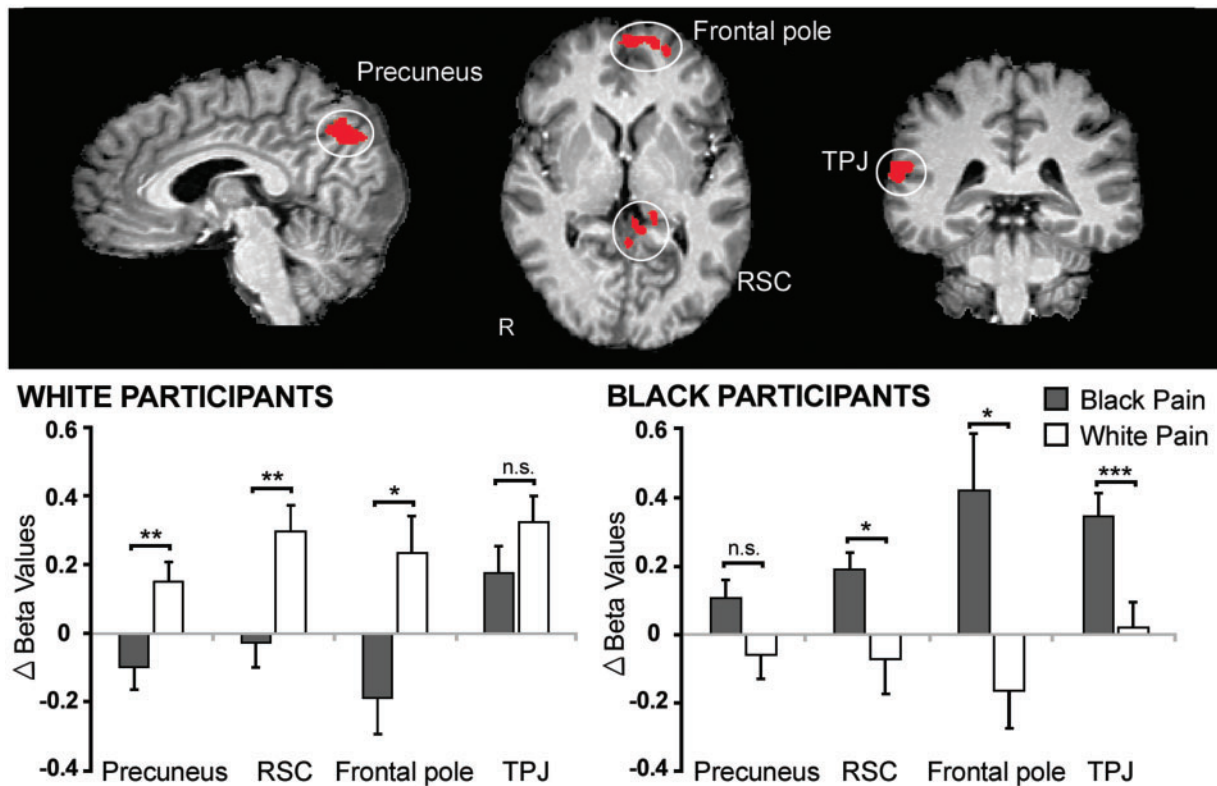 Precuneus
Frontal pole
TPJ
RSC
R
WHITE PARTICIPANTS
△ Beta Values
0.6
0.4
0.2
0
-0.2
-0.4
**
**
*
n.s.
Precuneus RSC Frontal pole TPJ
BLACK PARTICIPANTS
Black Pain
White Pain
△ Beta Values
0.6
0.4
0.2
0
-0.2
-0.4
n.s.
*
*
***
Precuneus RSC Frontal pole TPJ